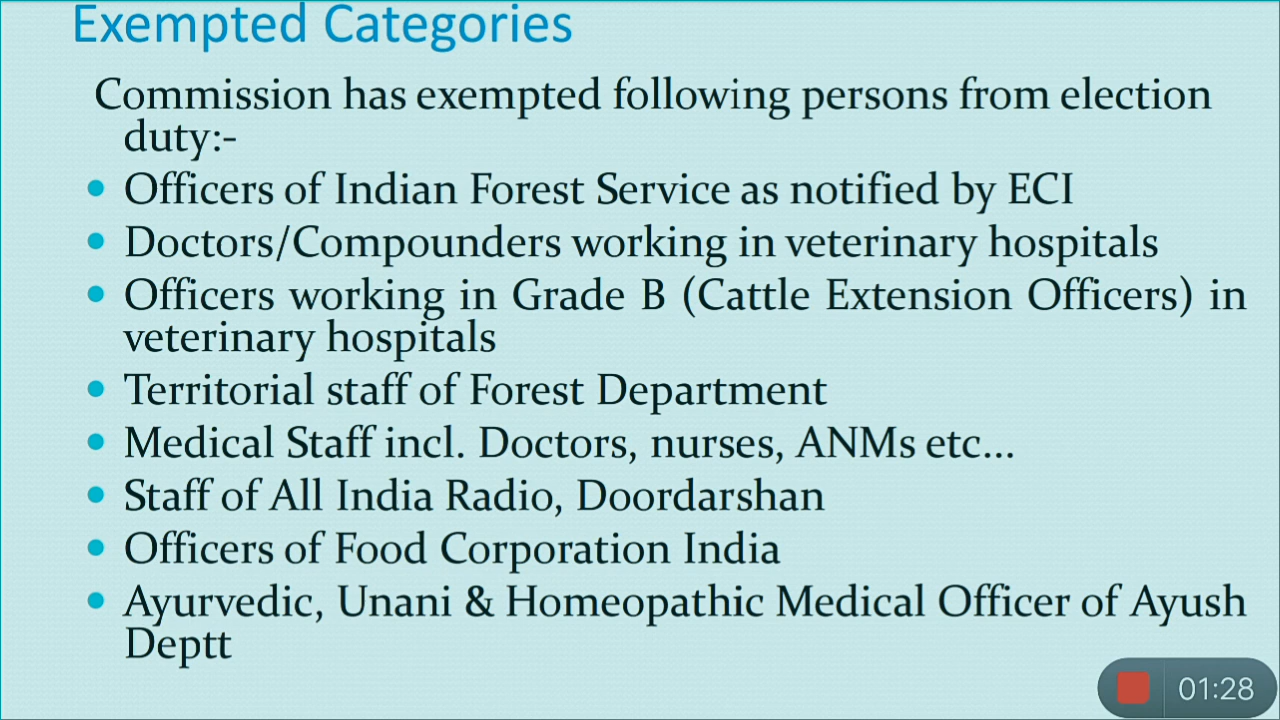 Exempted Categories
Commission has exempted following persons from election
duty:-
• Officers of Indian Forest Service as notified by ECI
• Doctors/Compounders working in veterinary hospitals
• Officers working in Grade B (Cattle Extension Officers) in
veterinary hospitals
• Territorial staff of Forest Department
• Medical Staff incl. Doctors, nurses, ANMs etc...
• Staff of All India Radio, Doordarshan
• Officers of Food Corporation India
• Ayurvedic, Unani & Homeopathic Medical Officer of Ayush
Deptt
01:28